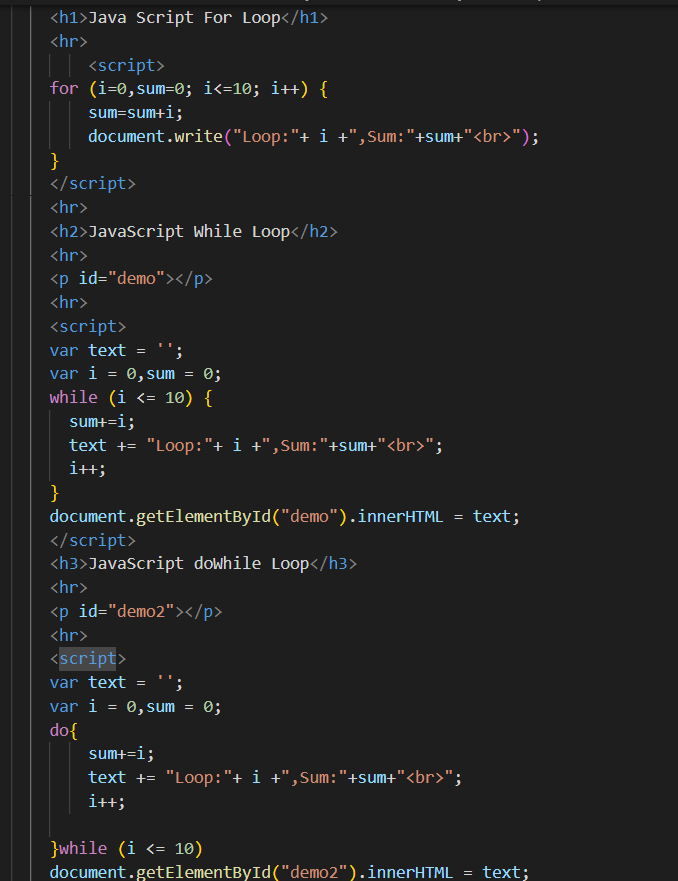 <h1>Java Script For Loop</h1>
<hr>
<script>
for (i=0,sum=0; i<=10; i++) {
sum=sum+i;
document.write("Loop:"+ i +",Sum:"+sum+"<br>");
}
</script>
<hr>
<h2>JavaScript While Loop</h2>
<hr>
<p id="demo"></p>
<hr>
<script>
var text = '';
var i = 0,sum = 0;
while (i <= 10) {
sum+=i;
text += "Loop:"+ i +",Sum:"+sum+"<br>";
i++;
}
document.getElementById("demo").innerHTML = text;
</script>
<h3>JavaScript doWhile Loop</h3>
<hr>
<p id="demo2"></p>
<hr>
<script>
var text = '';
var i = 0,sum = 0;
do{
sum+=i;
text += "Loop:"+ i +",Sum:"+sum+"<br>";
i++;
}while (i <= 10)
document.getElementById("demo2").innerHTML = text;